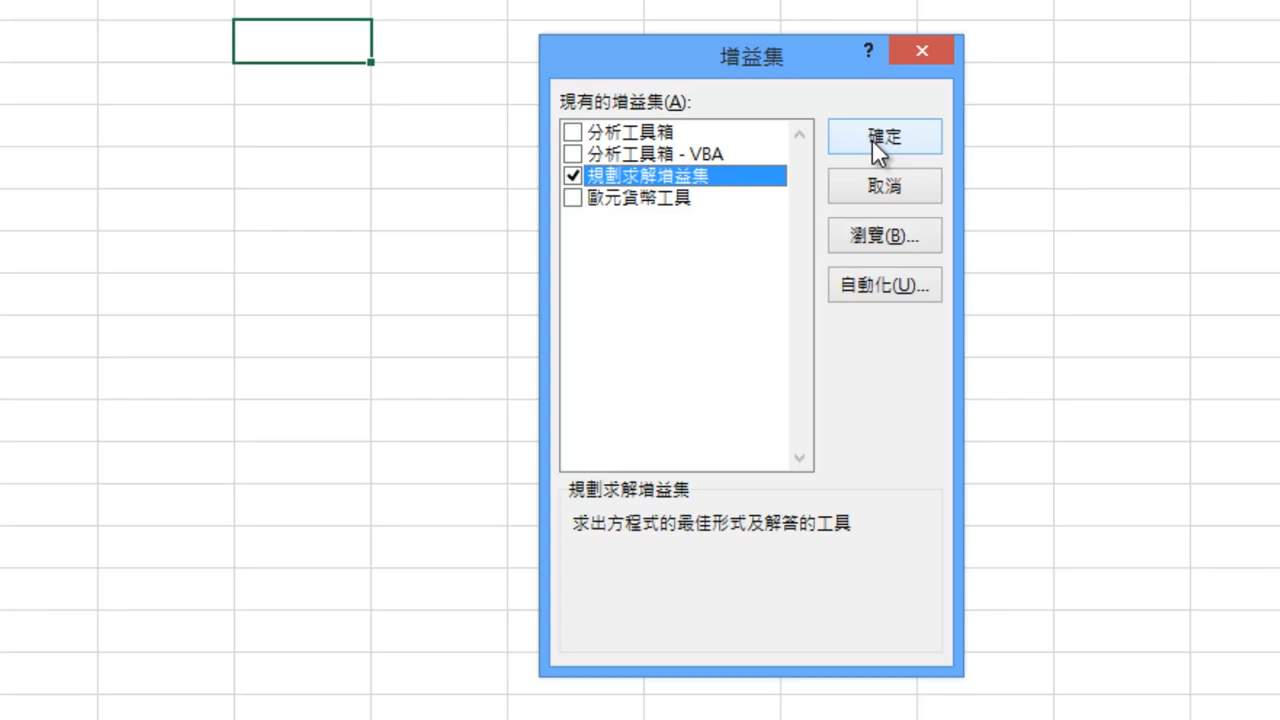 增益集
?
現有的增益集(A):
分析工具箱
分析工具箱 - VBA
規劃求解增益集
歐元貨幣工具
確定
取消
瀏覽(B)...
自動化(U)...
規劃求解增益集
求出方程式的最佳形式及解答的工具